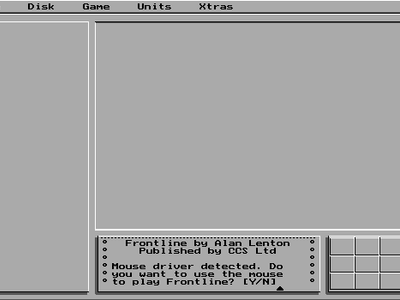 Disk Game Units Xtras
Frontline by Alan Lenton
Published by CCS Ltd
Mouse driver detected. Do
you want to use the mouse
to play Frontline? [Y/N]